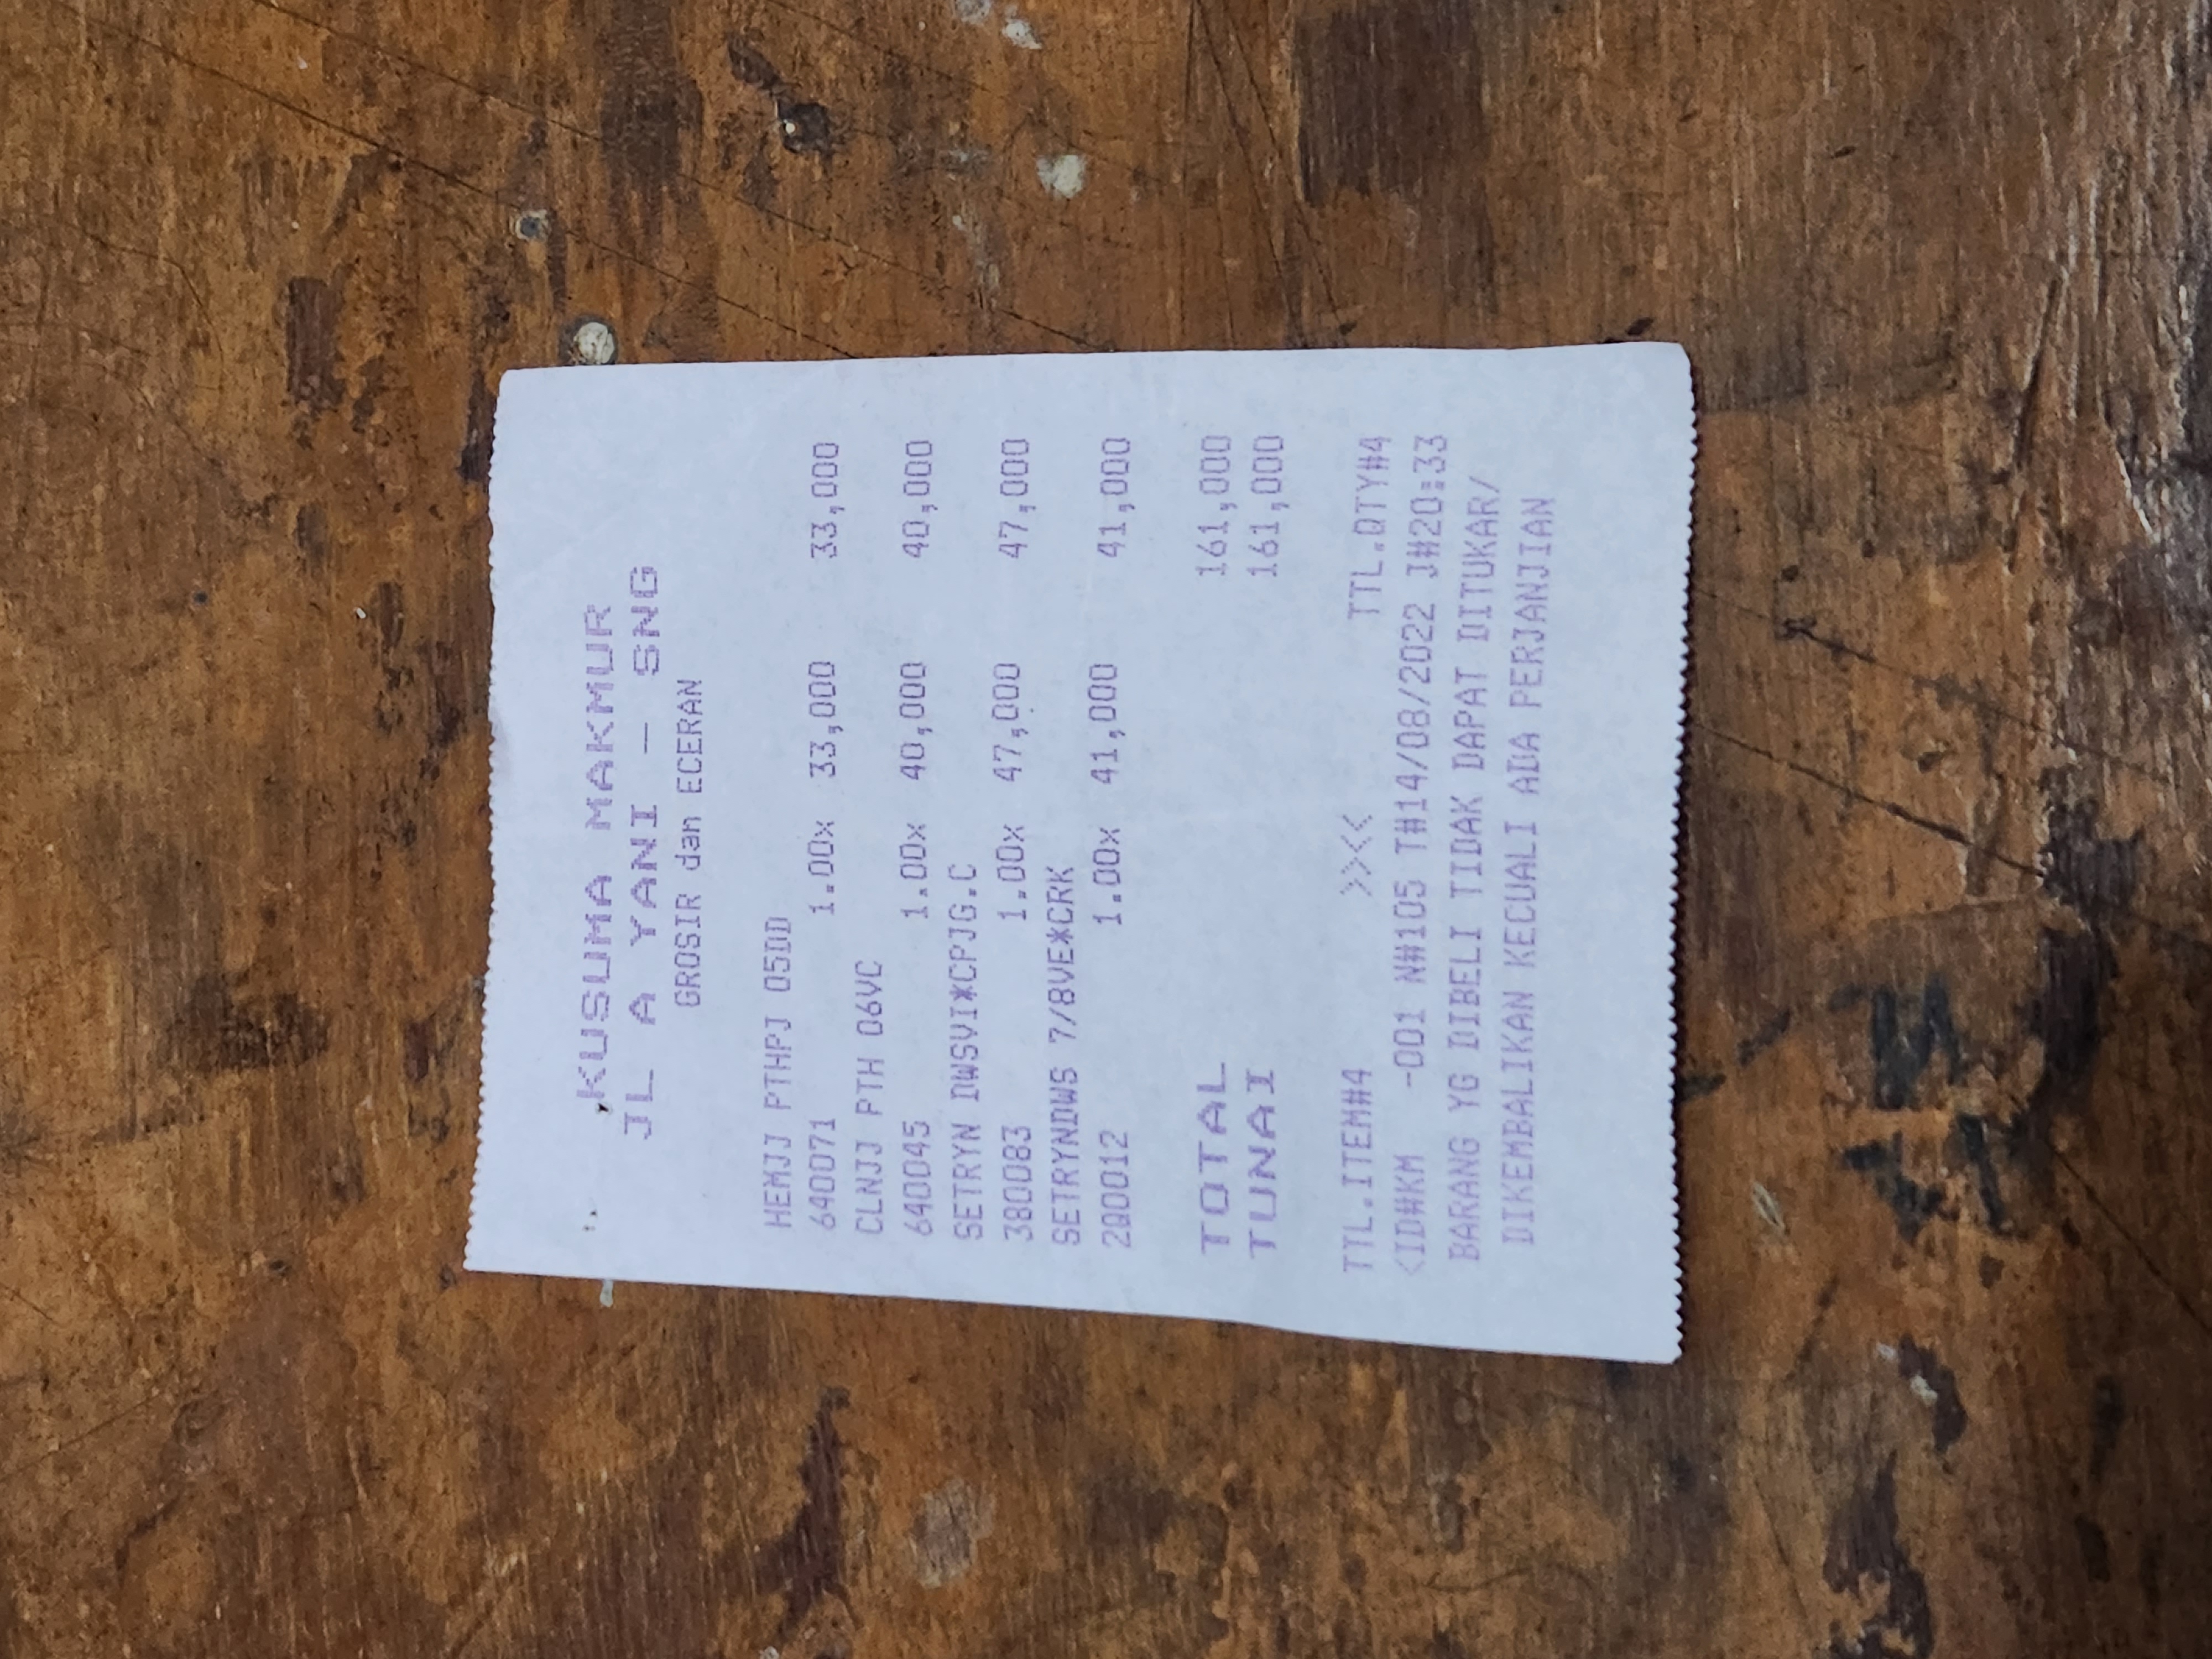 KUSUMA MAKMUR
JL A YANI - SNG
GROSIR dan ECERAN
HEMJJ PTHPJ 05DD
640071 1.00x 33,000 33,000
CLNJJ PTH 06VC
640045 1.00x 40,000 40,000
SETRYN DWSVI*CPJG.C
380083 1.00x 47,000 47,000
SETRYNDWS 7/8VE*CRK
2Q0012 1.00x 41,000 41,000
TOTAL 161,000
TUNAI 161,000
TTL.ITEM#4 >><< TTL.QTY#4
<ID#KM -001 N#105 T#14/08/2022 J#20:33
BARANG YG DIBELI TIDAK DAPAT DITUKAR/
DIKEMBALIKAN KECUALI ADA PERJANJIAN